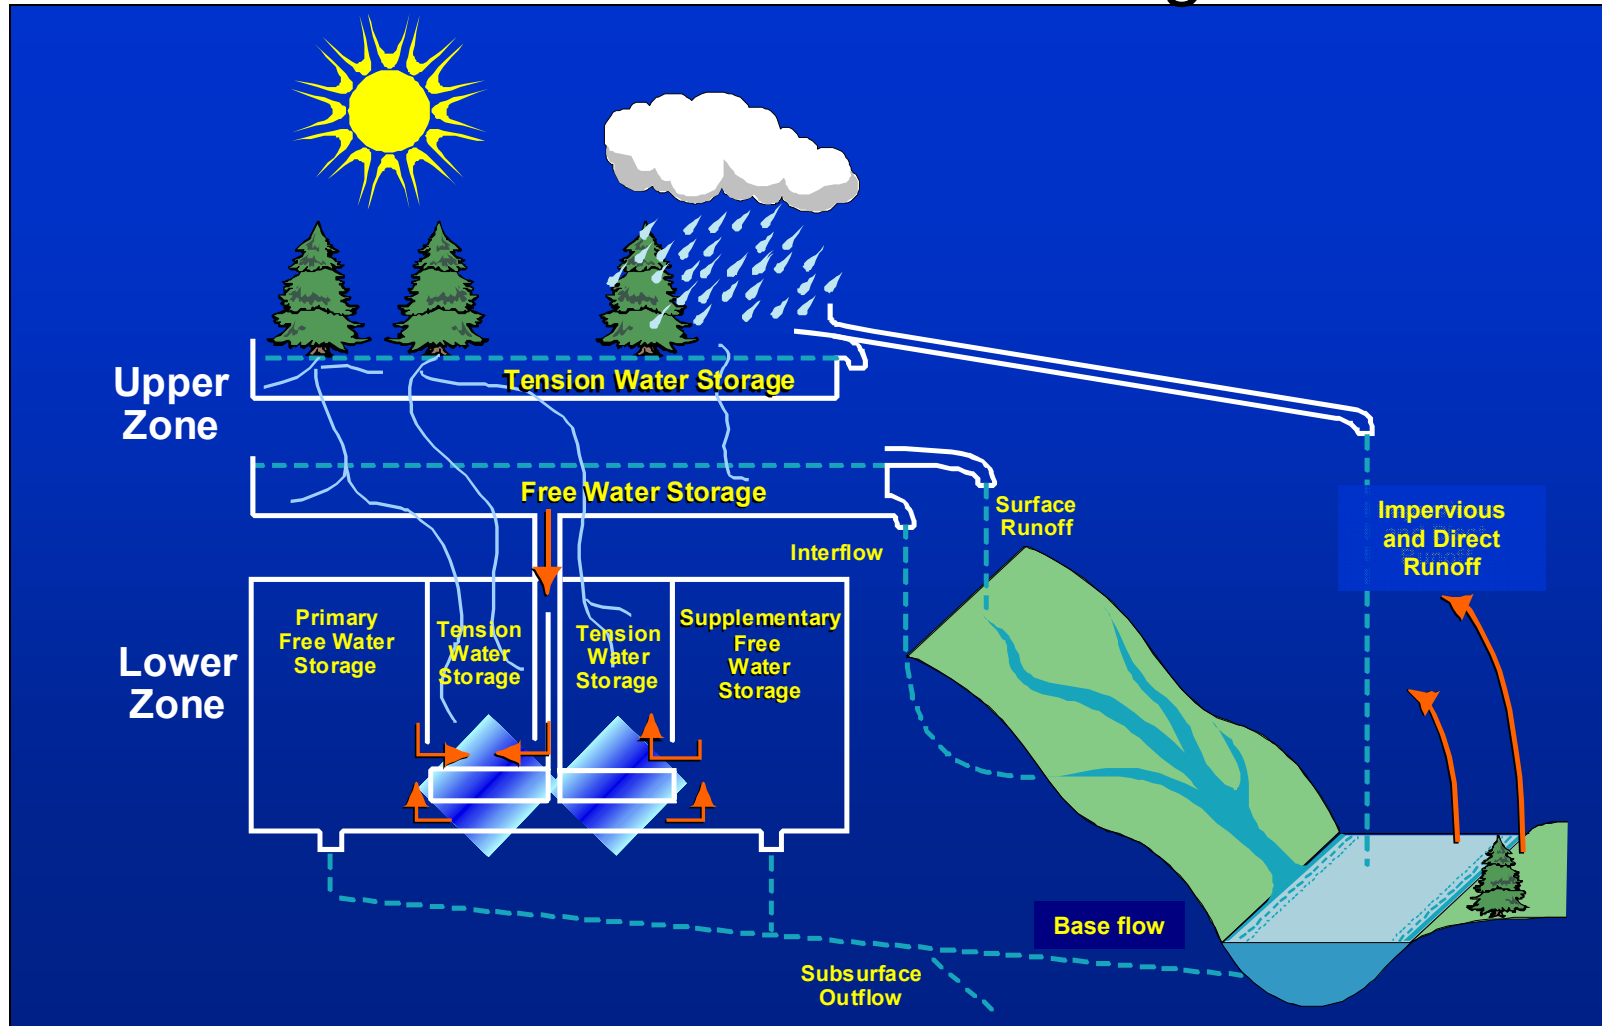 Tension Water Storage
Upper
Zone
Free Water Storage
Surface
Runoff
Interflow
Impervious
and Direct
Runoff
Lower
Zone
Primary
Free Water
Storage
Tension
Water
Storage
Tension
Water
Storage
Supplementary
Free
Water
Storage
Base flow
Subsurface
Outflow